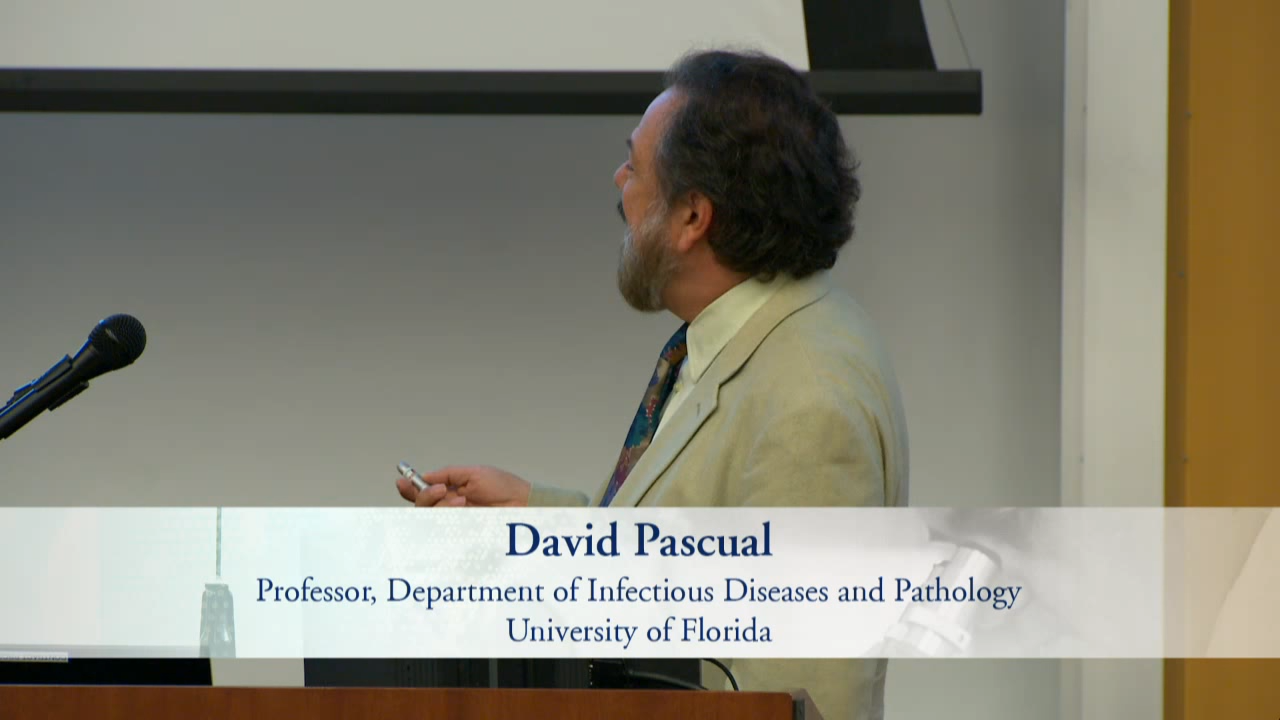 David Pascual
Professor, Department of Infectious Diseases and Pathology
University of Florida